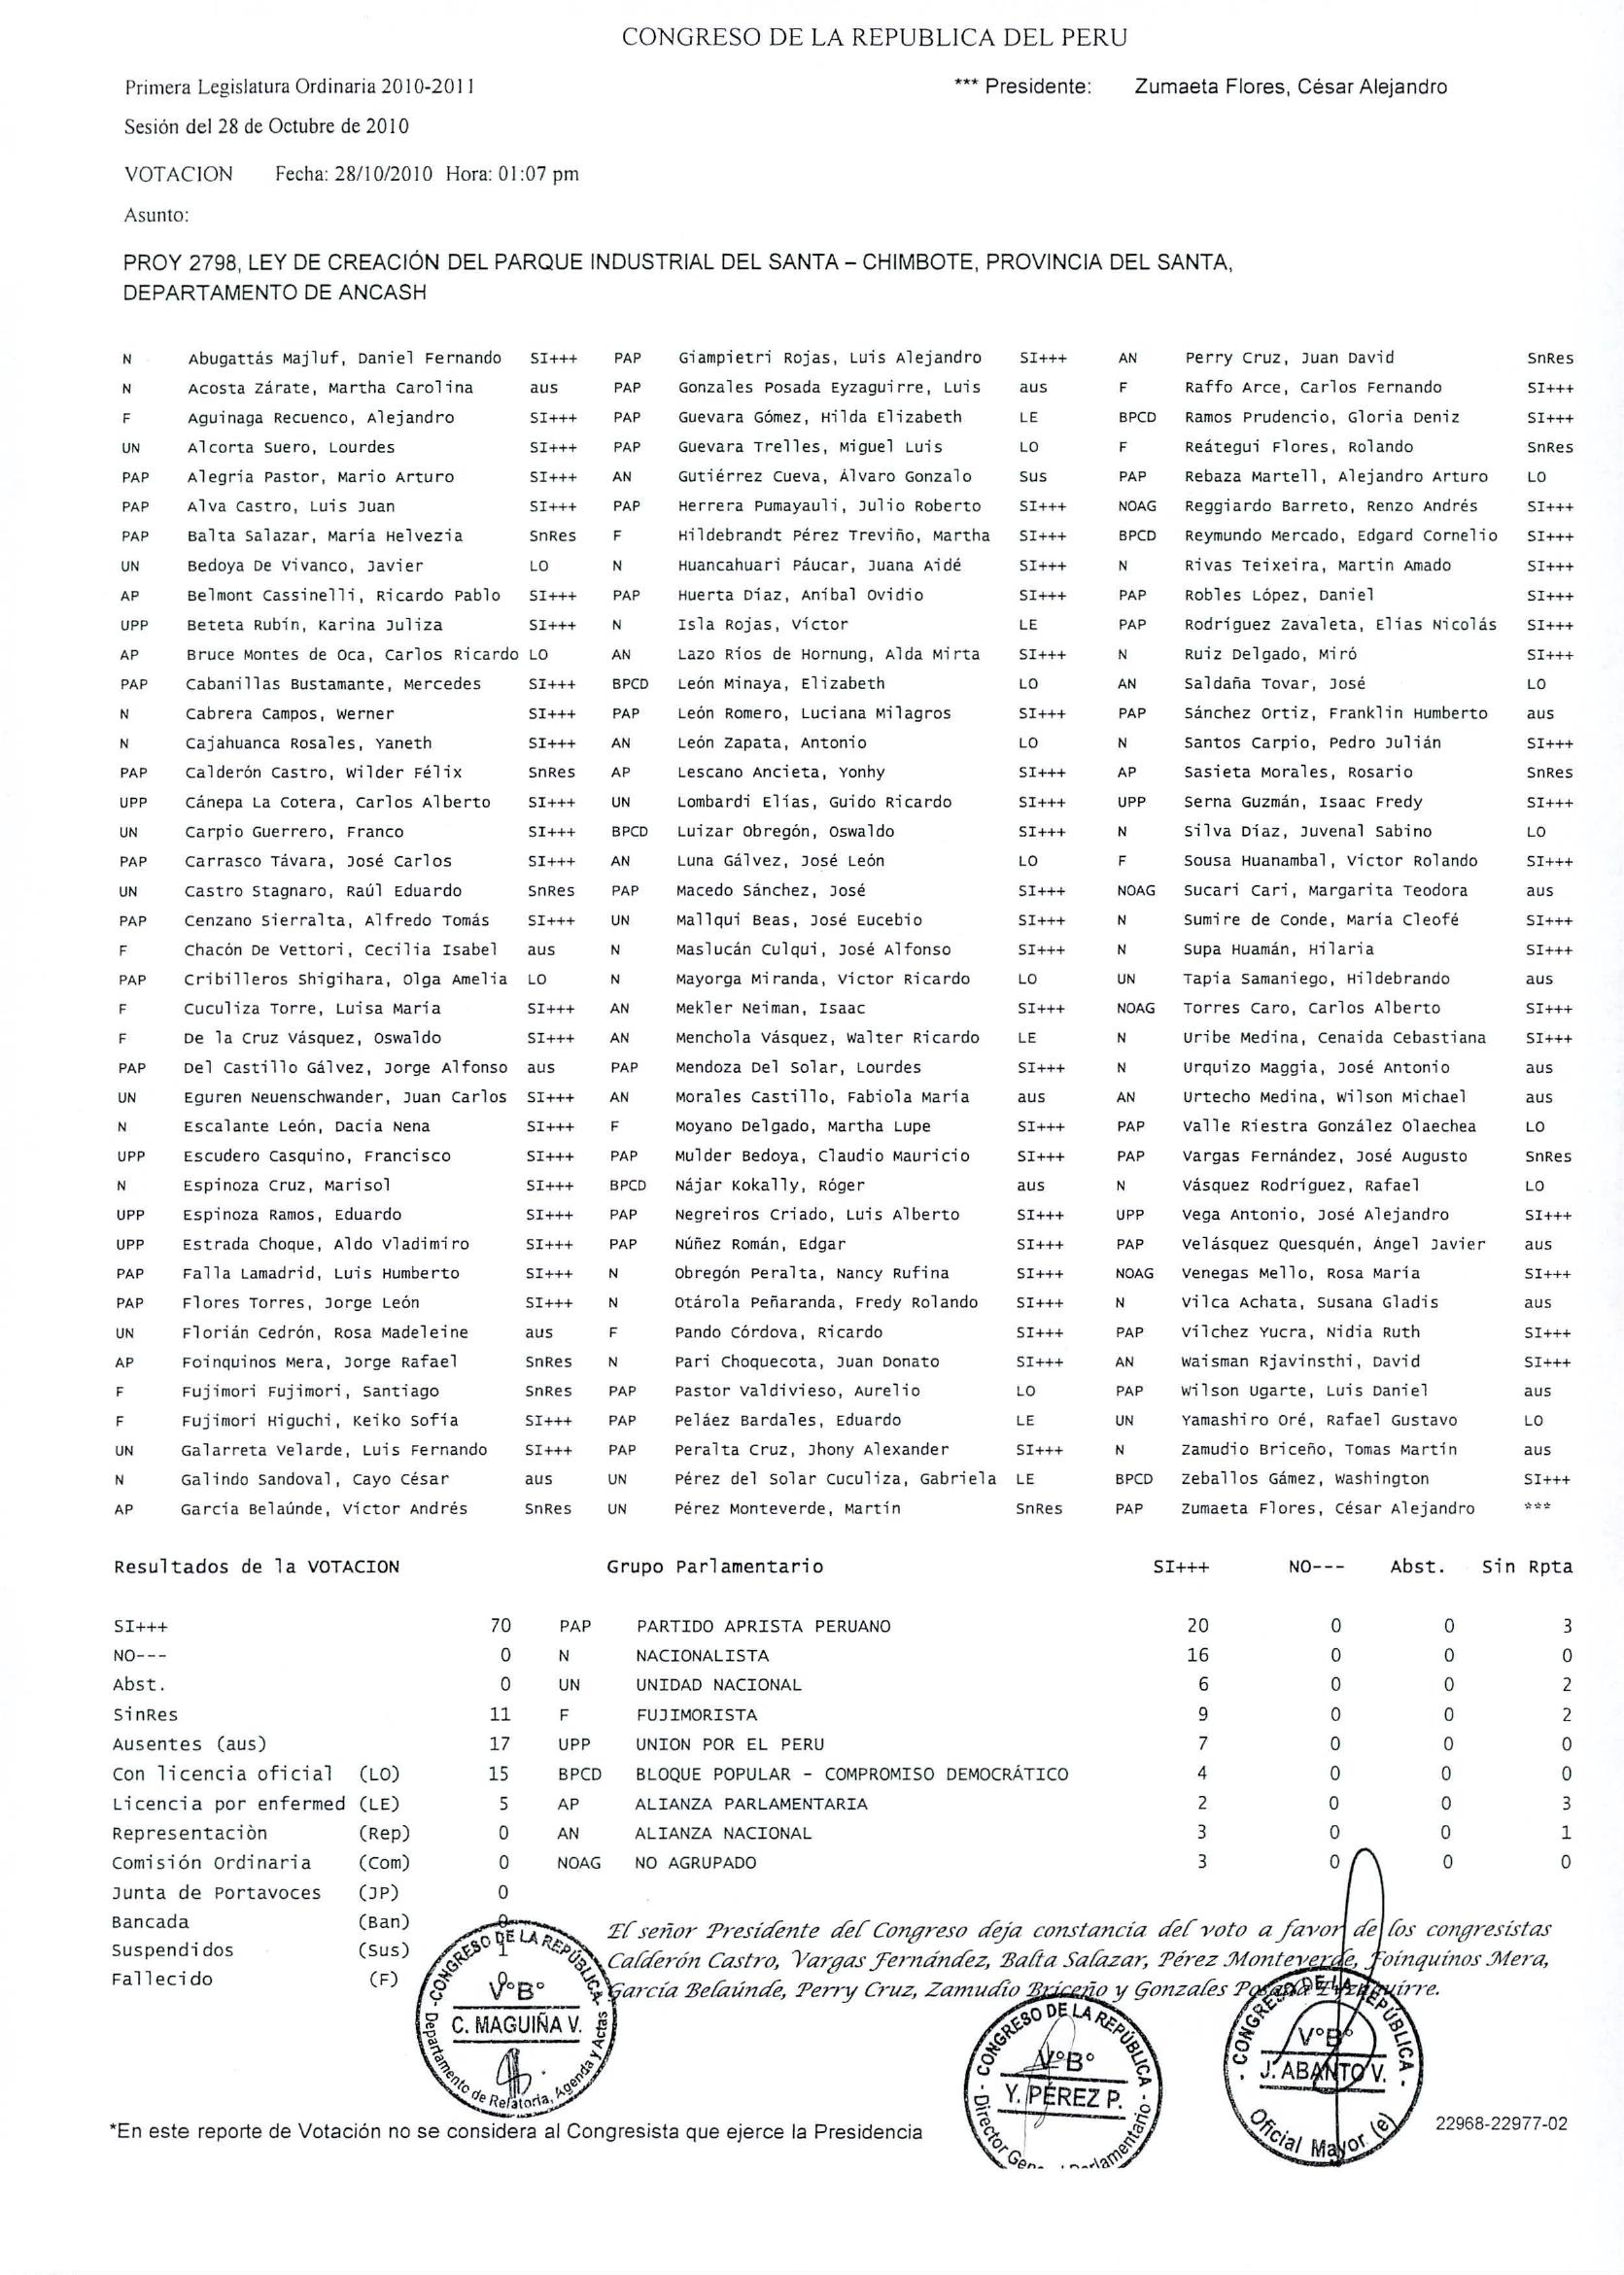 CONGRESO DE LA REPUBLICA DEL PERU
Primera Legislatura Ordinaria 2010-2011 *** Presidente: Zumaeta Flores, César Alejandro
Sesión del 28 de Octubre de 2010
VOTACION Fecha: 28/10/2010 Hora: 01:07 pm
Asunto:
PROY 2798, LEY DE CREACIÓN DEL PARQUE INDUSTRIAL DEL SANTA – CHIMBOTE, PROVINCIA DEL SANTA,
DEPARTAMENTO DE ANCASH
N Abugattás Majluf, Daniel Fernando SI+++ PAP Giampietri Rojas, Luis Alejandro SI+++ AN Perry Cruz, Juan David SnRes
N Acosta Zárate, Martha Carolina aus PAP Gonzales Posada Eyzaguirre, Luis aus F Raffo Arce, Carlos Fernando SI+++
F Aguinaga Recuenco, Alejandro SI+++ PAP Guevara Gómez, Hilda Elizabeth LE BPCD Ramos Prudencio, Gloria Deniz SI+++
UN Alcorta Suero, Lourdes SI+++ PAP Guevara Trelles, Miguel Luis LO F Reátegui Flores, Rolando SnRes
PAP Alegría Pastor, Mario Arturo SI+++ AN Gutiérrez Cueva, Álvaro Gonzalo Sus PAP Rebaza Martell, Alejandro Arturo LO
PAP Alva Castro, Luis Juan SI+++ PAP Herrera Pumayauli, Julio Roberto SI+++ NOAG Reggiardo Barreto, Renzo Andrés SI+++
PAP Balta Salazar, María Helvezia SnRes F Hildebrandt Pérez Treviño, Martha SI+++ BPCD Reymundo Mercado, Edgard Cornelio SI+++
UN Bedoya De Vivanco, Javier LO N Huancahuari Páucar, Juana Aidé SI+++ N Rivas Teixeira, Martin Amado SI+++
AP Belmont Cassinelli, Ricardo Pablo SI+++ PAP Huerta Díaz, Aníbal Ovidio SI+++ PAP Robles López, Daniel SI+++
UPP Beteta Rubín, Karina Juliza SI+++ N Isla Rojas, Víctor LE PAP Rodríguez Zavaleta, Elias Nicolás SI+++
AP Bruce Montes de Oca, Carlos Ricardo LO AN Lazo Ríos de Hornung, Alda Mirta SI+++ N Ruiz Delgado, Miró SI+++
PAP Cabanillas Bustamante, Mercedes SI+++ BPCD León Minaya, Elizabeth LO AN Saldaña Tovar, José LO
N Cabrera Campos, Werner SI+++ PAP León Romero, Luciana Milagros SI+++ PAP Sánchez Ortiz, Franklin Humberto aus
N Cajahuanca Rosales, Yaneth SI+++ AN León Zapata, Antonio LO N Santos Carpio, Pedro Julián SI+++
PAP Calderón Castro, Wilder Félix SnRes AP Lescano Ancieta, Yonhy SI+++ AP Sasieta Morales, Rosario SnRes
UPP Cánepa La Cotera, Carlos Alberto SI+++ UN Lombardi Elías, Guido Ricardo SI+++ UPP Serna Guzmán, Isaac Fredy SI+++
UN Carpio Guerrero, Franco SI+++ BPCD Luizar Obregón, Oswaldo SI+++ N Silva Díaz, Juvenal Sabino LO
PAP Carrasco Távara, José Carlos SI+++ AN Luna Gálvez, José León LO F Sousa Huanambal, Victor Rolando SI+++
UN Castro Stagnaro, Raúl Eduardo SnRes PAP Macedo Sánchez, José SI+++ NOAG Sucari Cari, Margarita Teodora aus
PAP Cenzano Sierralta, Alfredo Tomás SI+++ UN Mallqui Beas, José Eucebio SI+++ N Sumire de Conde, María Cleofé SI+++
F Chacón De Vettori, Cecilia Isabel aus N Maslucán Culqui, José Alfonso SI+++ N Supa Huamán, Hilaria SI+++
PAP Cribilleros Shigihara, Olga Amelia LO N Mayorga Miranda, Victor Ricardo LO UN Tapia Samaniego, Hildebrando aus
F Cuculiza Torre, Luisa María SI+++ AN Mekler Neiman, Isaac SI+++ NOAG Torres Caro, Carlos Alberto SI+++
F De la Cruz Vásquez, Oswaldo SI+++ AN Menchola Vásquez, Walter Ricardo LE N Uribe Medina, Cenaida Cebastiana SI+++
PAP Del Castillo Gálvez, Jorge Alfonso aus PAP Mendoza Del Solar, Lourdes SI+++ N Urquizo Maggia, José Antonio aus
UN Eguren Neuenschwander, Juan Carlos SI+++ AN Morales Castillo, Fabiola María aus AN Urtecho Medina, Wilson Michael aus
N Escalante León, Dacia Nena SI+++ F Moyano Delgado, Martha Lupe SI+++ PAP Valle Riestra González Olaechea LO
UPP Escudero Casquino, Francisco SI+++ PAP Mulder Bedoya, Claudio Mauricio SI+++ PAP Vargas Fernández, José Augusto SnRes
N Espinoza Cruz, Marisol SI+++ BPCD Nájar Kokally, Róger aus N Vásquez Rodríguez, Rafael LO
UPP Espinoza Ramos, Eduardo SI+++ PAP Negreiros Criado, Luis Alberto SI+++ UPP Vega Antonio, José Alejandro SI+++
UPP Estrada Choque, Aldo Vladimiro SI+++ PAP Núñez Román, Edgar SI+++ PAP Velásquez Quesquén, Ángel Javier aus
PAP Falla Lamadrid, Luis Humberto SI+++ N Obregón Peralta, Nancy Rufina SI+++ NOAG Venegas Mello, Rosa María SI+++
PAP Flores Torres, Jorge León SI+++ N Otárola Peñaranda, Fredy Rolando SI+++ N Vilca Achata, Susana Gladis aus
UN Florián Cedrón, Rosa Madeleine aus F Pando Córdova, Ricardo SI+++ PAP Vílchez Yucra, Nidia Ruth SI+++
AP Foinquinos Mera, Jorge Rafael SnRes N Pari Choquecota, Juan Donato SI+++ AN Waisman Rjavinsthi, David SI+++
F Fujimori Fujimori, Santiago SnRes PAP Pastor Valdivieso, Aurelio LO PAP Wilson Ugarte, Luis Daniel aus
F Fujimori Higuchi, Keiko Sofía SI+++ PAP Peláez Bardales, Eduardo LE UN Yamashiro Oré, Rafael Gustavo LO
UN Galarreta Velarde, Luis Fernando SI+++ PAP Peralta Cruz, Jhony Alexander SI+++ N Zamudio Briceño, Tomas Martin aus
N Galindo Sandoval, Cayo César aus UN Pérez del Solar Cuculiza, Gabriela LE BPCD Zeballos Gámez, Washington SI+++
AP García Belaúnde, Víctor Andrés SnRes UN Pérez Monteverde, Martín SnRes PAP Zumaeta Flores, César Alejandro ***
Resultados de la VOTACION Grupo Parlamentario SI+++ NO--- Abst. Sin Rpta
SI+++ 70 PAP PARTIDO APRISTA PERUANO 20 0 0 3
NO--- 0 N NACIONALISTA 16 0 0 0
Abst. 0 UN UNIDAD NACIONAL 6 0 0 2
SinRes 11 F FUJIMORISTA 9 0 0 2
Ausentes (aus) 17 UPP UNION POR EL PERU 7 0 0 0
Con licencia oficial (LO) 15 BPCD BLOQUE POPULAR - COMPROMISO DEMOCRÁTICO 4 0 0 0
Licencia por enfermed (LE) 5 AP ALIANZA PARLAMENTARIA 2 0 0 3
Representaciòn (Rep) 0 AN ALIANZA NACIONAL 3 0 0 1
Comisión Ordinaria (Com) 0 NOAG NO AGRUPADO 3 0 0 0
Junta de Portavoces (JP) 0
Bancada (Ban) 0 El señor Presidente del Congreso deja constancia del voto a favor de los congresistas
Suspendidos (Sus) 1 Calderón Castro, Vargas Fernández, Balta Salazar, Pérez Monteverde, Foinquinos Mera,
Fallecido (F) García Belaúnde, Perry Cruz, Zamudio Briceño y Gonzales Posada Eyzaguirre.
CONGRESO DE LA REPÚBLICA
V°B°
C. MAGUIÑA V.
Departamento de Relatoría, Agenda y Actas
CONGRESO DE LA REPÚBLICA
V°B°
Y. PÉREZ P.
Director General Parlamentario
CONGRESO DE LA REPÚBLICA
V°B°
J. ABANTO V.
Oficial Mayor (e)
*En este reporte de Votación no se considera al Congresista que ejerce la Presidencia 22968-22977-02